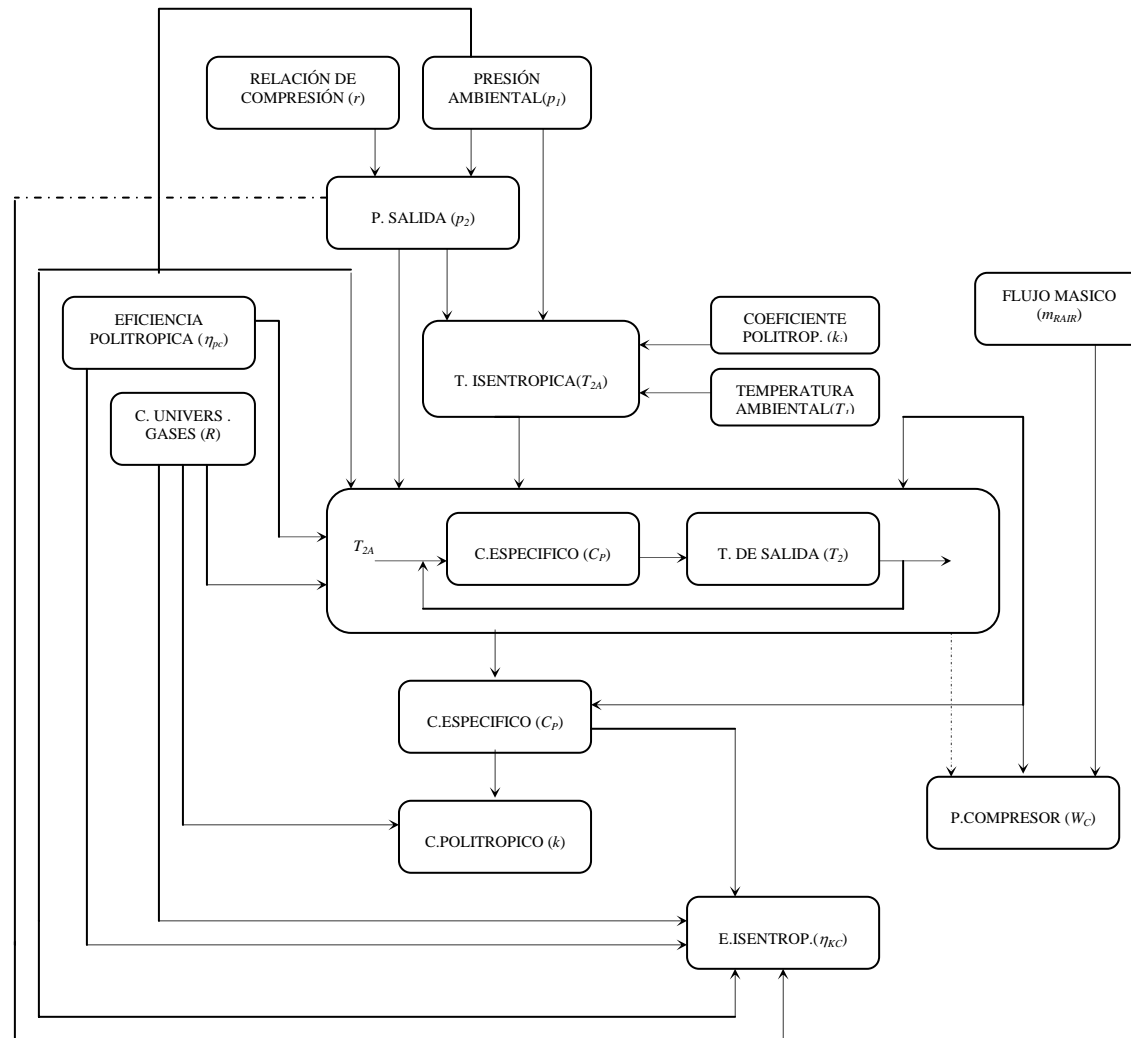 RELACIÓN DE
COMPRESIÓN (r)
PRESIÓN
AMBIENTAL(p1)
P. SALIDA (p2)
EFICIENCIA
POLITROPICA (ηpc)
COEFICIENTE
POLITROP. (ki)
FLUJO MASICO
(mRAIR)
T. ISENTROPICA(T2A)
TEMPERATURA
AMBIENTAL(T1)
C. UNIVERS .
GASES (R)
T2A
C.ESPECIFICO (CP)
T. DE SALIDA (T2)
C.ESPECIFICO (CP)
C.POLITROPICO (k)
P.COMPRESOR (WC)
E.ISENTROP.(ηKC)